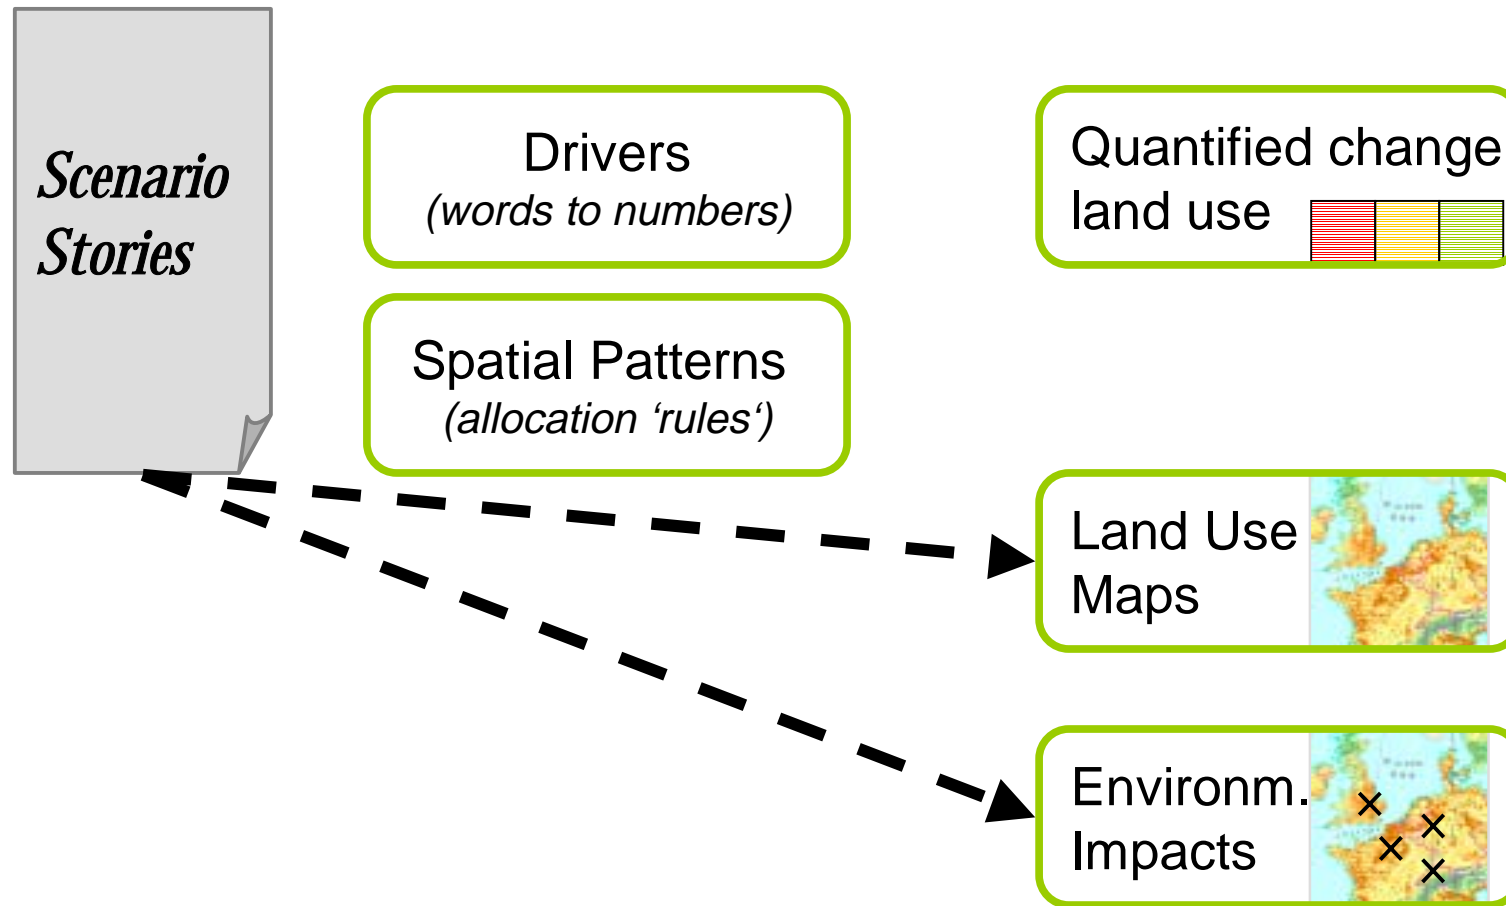 Scenario
Stories
Drivers
(words to numbers)
Spatial Patterns
(allocation ‘rules‘)
Quantified change
land use
Land Use
Maps
Environm.
Impacts